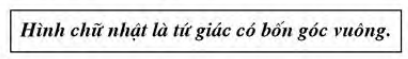 Hình chữ nhật là tứ giác có bốn góc vuông.